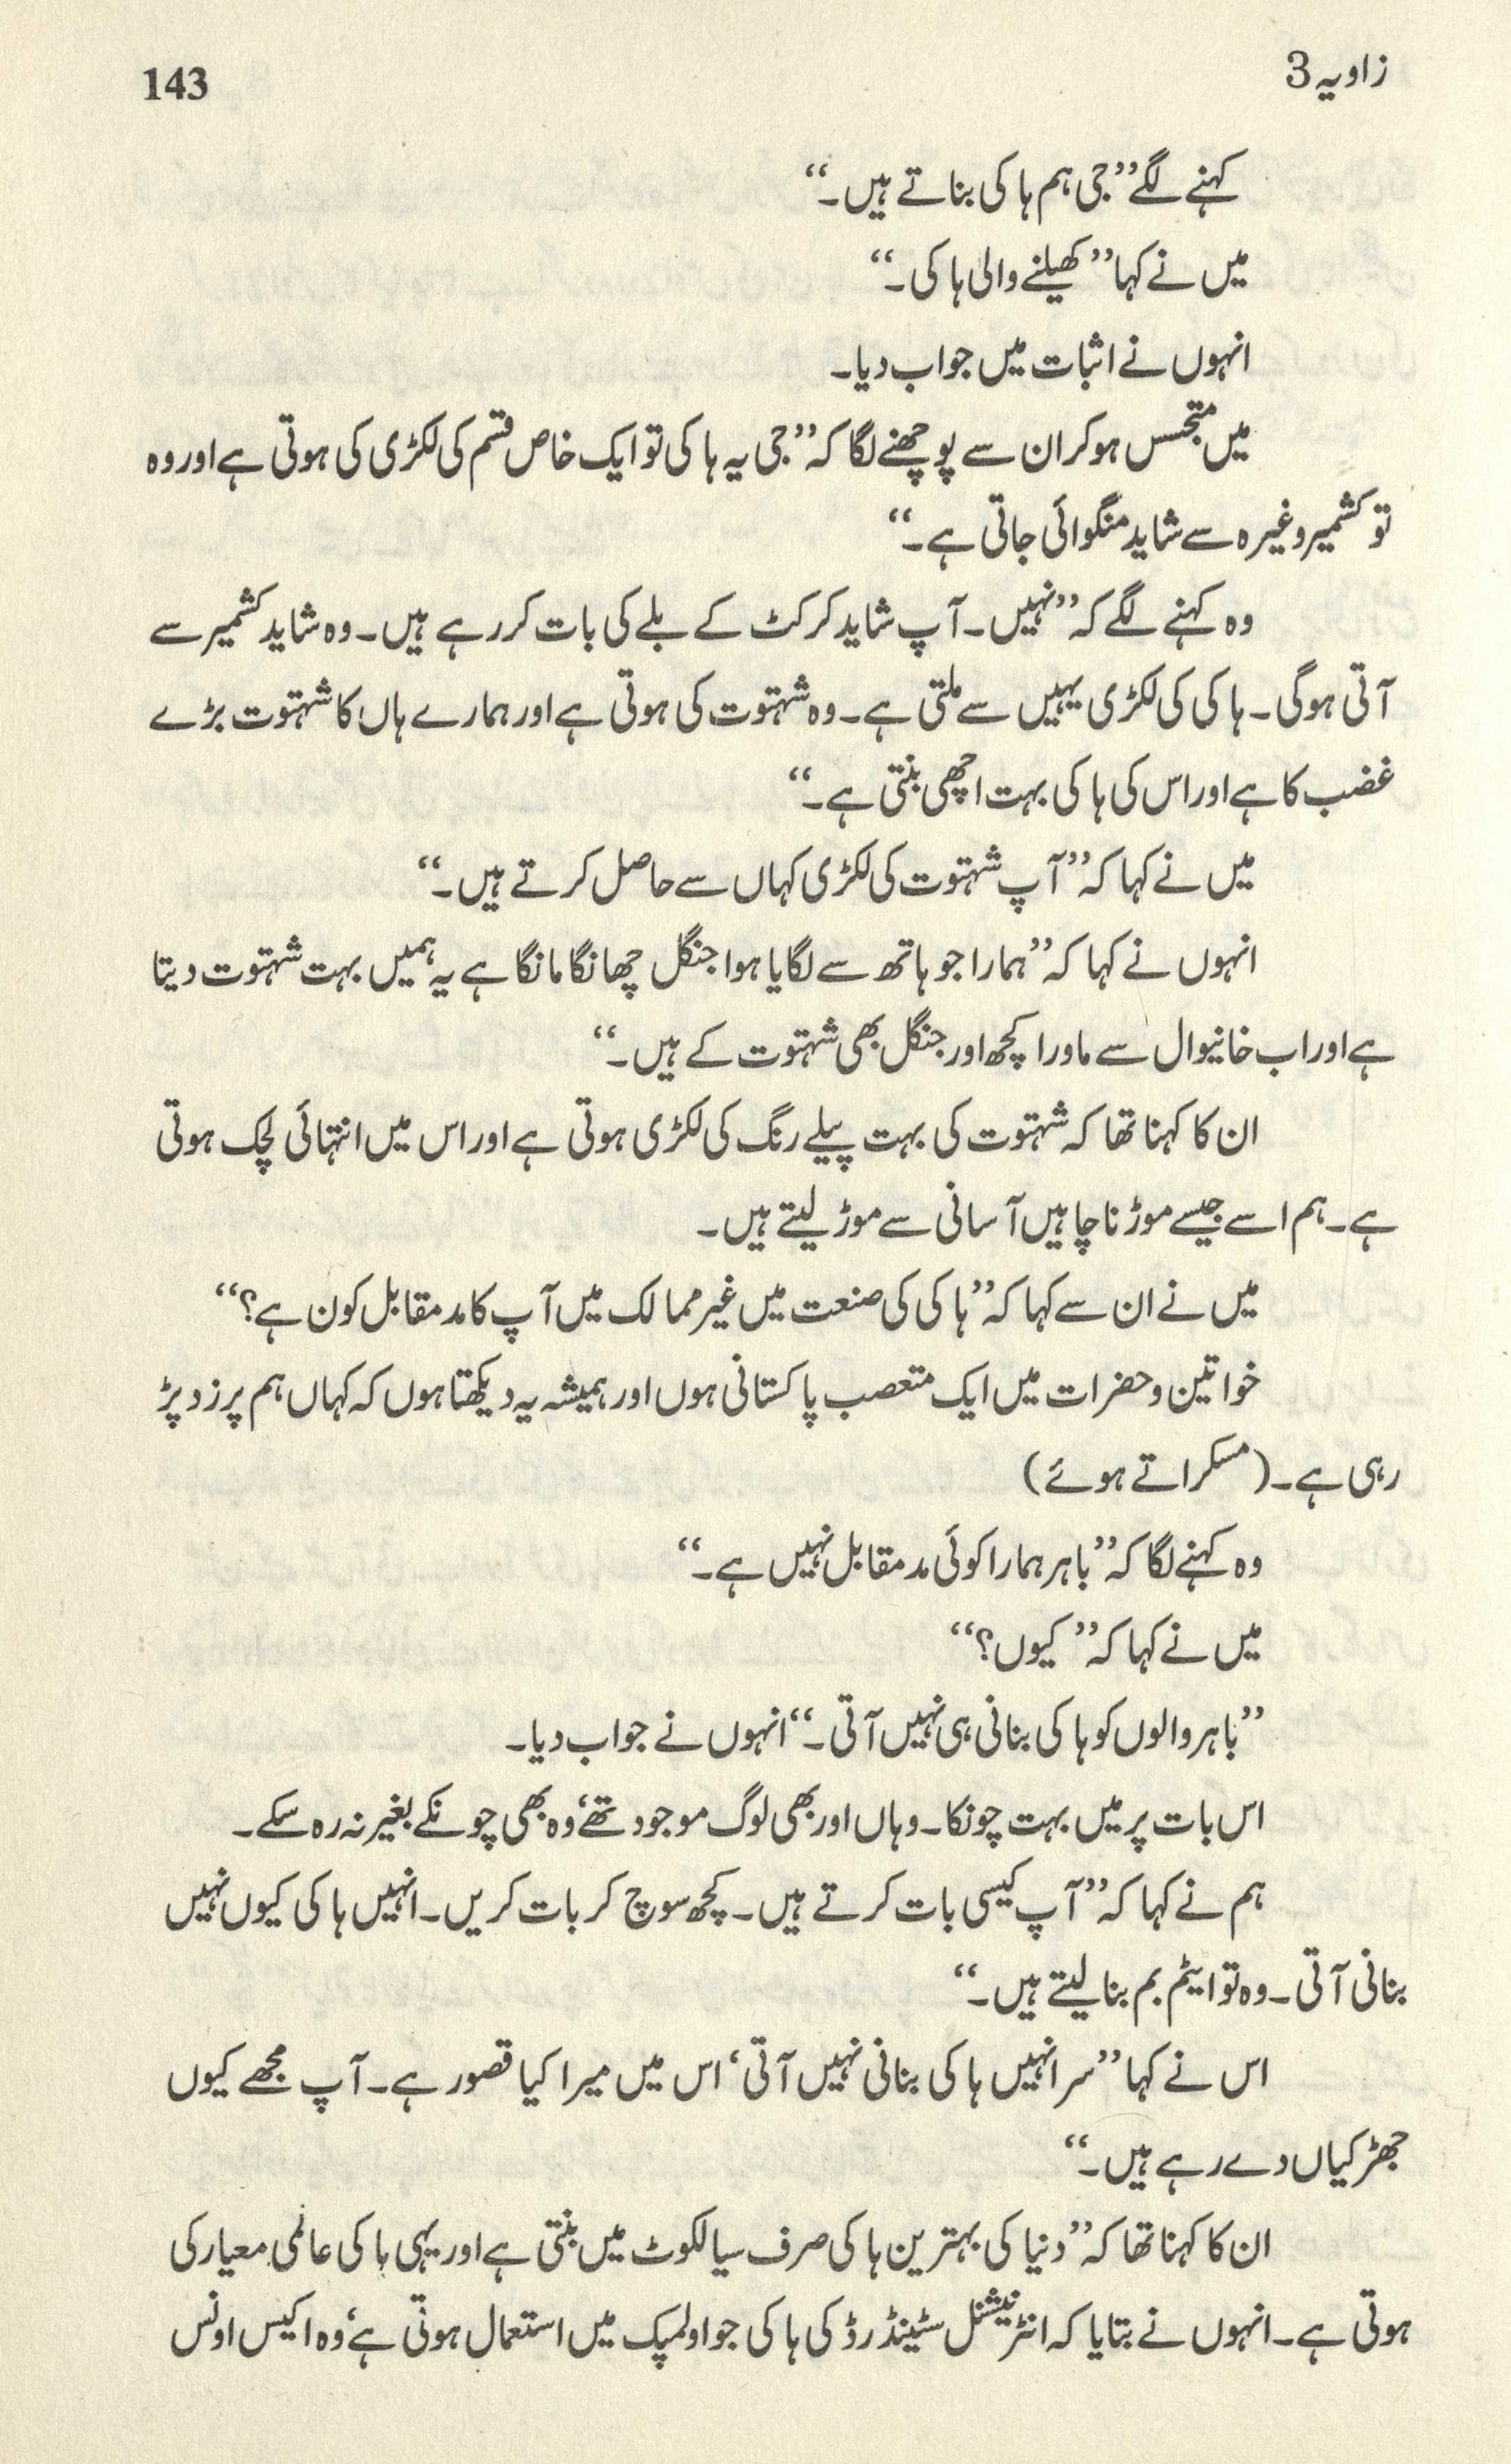 زاویہ 3
143
کہنے لگے ’’جی ہم ہاکی بناتے ہیں۔‘‘
میں نے کہا ’’کھیلنے والی ہاکی۔‘‘
انہوں نے اثبات میں جواب دیا۔
میں متجسس ہو کر ان سے پوچھنے لگا کہ ’’جی یہ ہاکی تو ایک خاص قسم کی لکڑی کی ہوتی ہے اور وہ
تو کشمیر وغیرہ سے شاید منگوائی جاتی ہے۔‘‘
وہ کہنے لگے کہ ’’نہیں۔ آپ شاید کرکٹ کے بلے کی بات کر رہے ہیں۔ وہ شاید کشمیر سے
آتی ہوگی۔ ہاکی کی لکڑی یہیں سے ملتی ہے۔ وہ شہتوت کی ہوتی ہے اور ہمارے ہاں کا شہتوت بڑے
غضب کا ہے اور اس کی ہاکی بہت اچھی بنتی ہے۔‘‘
میں نے کہا کہ ’’آپ شہتوت کی لکڑی کہاں سے حاصل کرتے ہیں۔‘‘
انہوں نے کہا کہ ’’ہمارا جو ہاتھ سے لگایا ہوا جنگل چھانگا مانگا ہے یہ ہمیں بہت شہتوت دیتا
ہے اور اب خانیوال سے ماورا کچھ اور جنگل بھی شہتوت کے ہیں۔‘‘
ان کا کہنا تھا کہ شہتوت کی بہت پیلے رنگ کی لکڑی ہوتی ہے اور اس میں انتہائی لچک ہوتی
ہے۔ ہم اسے جیسے موڑنا چاہیں آسانی سے موڑ لیتے ہیں۔
میں نے ان سے کہا کہ ’’ہاکی کی صنعت میں غیر ممالک میں آپ کا مدمقابل کون ہے؟‘‘
خواتین و حضرات میں ایک متعصب پاکستانی ہوں اور ہمیشہ یہ دیکھتا ہوں کہ کہاں ہم پر زد پڑ
رہی ہے۔ (مسکراتے ہوئے)
وہ کہنے لگا کہ ’’باہر ہمارا کوئی مدمقابل نہیں ہے۔‘‘
میں نے کہا کہ ’’کیوں؟‘‘
’’باہر والوں کو ہاکی بنانی ہی نہیں آتی۔‘‘ انہوں نے جواب دیا۔
اس بات پر میں بہت چونکا۔ وہاں اور بھی لوگ موجود تھے‘ وہ بھی چونکے بغیر نہ رہ سکے۔
ہم نے کہا کہ ’’آپ کیسی بات کرتے ہیں۔ کچھ سوچ کر بات کریں۔ انہیں ہاکی کیوں نہیں
بنانی آتی۔ وہ تو ایٹم بم بنا لیتے ہیں۔‘‘
اس نے کہا ’’سر انہیں ہاکی بنانی نہیں آتی‘ اس میں میرا کیا قصور ہے۔ آپ مجھے کیوں
جھڑکیاں دے رہے ہیں۔‘‘
ان کا کہنا تھا کہ ’’دنیا کی بہترین ہاکی صرف سیالکوٹ میں بنتی ہے اور یہی ہاکی عالمی معیار کی
ہوتی ہے۔ انہوں نے بتایا کہ انٹرنیشنل سٹینڈرڈ کی ہاکی جو اولمپک میں استعمال ہوتی ہے‘ وہ اکیس اونس